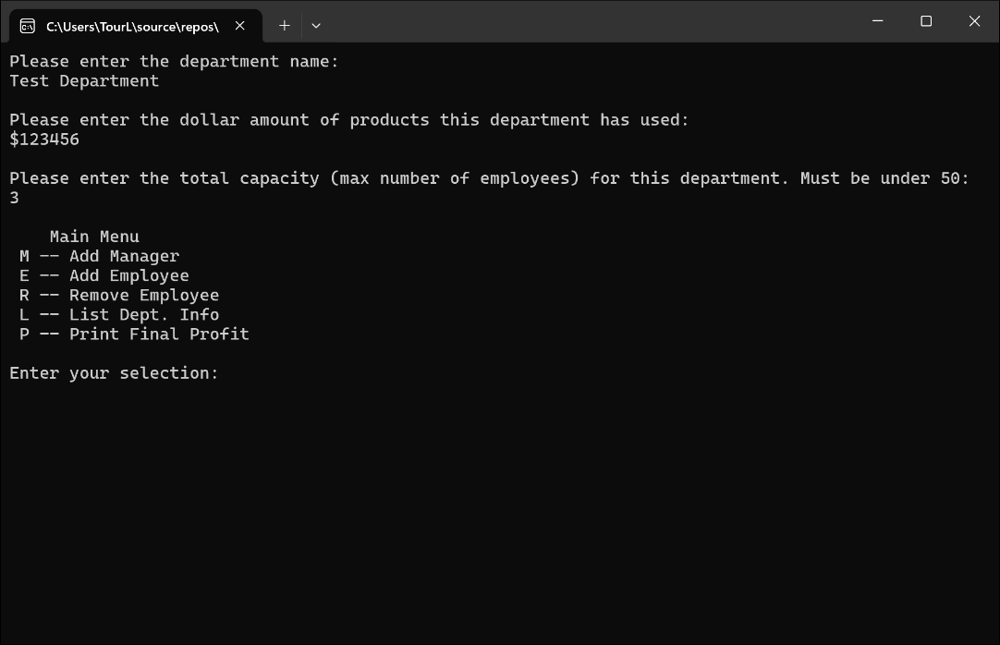 C:\Users\TourL\source\repos\
Please enter the department name:
Test Department
Please enter the dollar amount of products this department has used:
$123456
Please enter the total capacity (max number of employees) for this department. Must be under 50:
3
Main Menu
M -- Add Manager
E -- Add Employee
R -- Remove Employee
L -- List Dept. Info
P -- Print Final Profit
Enter your selection: